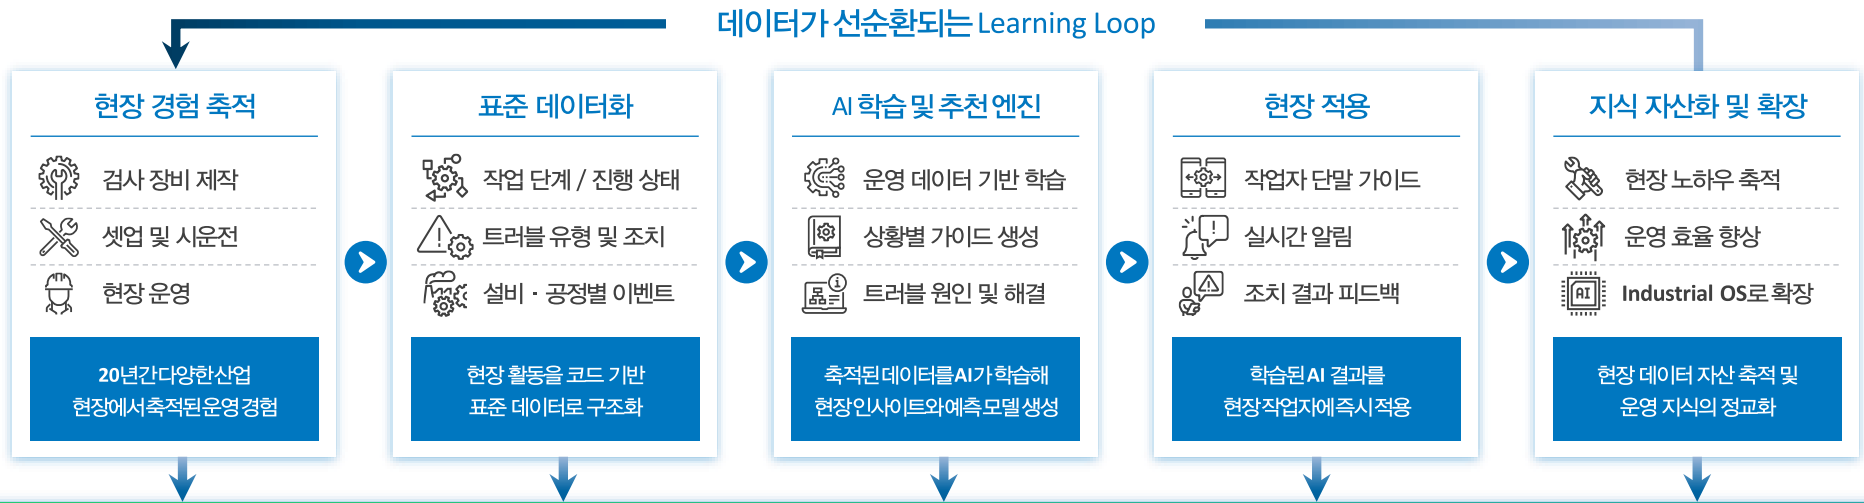 데이터가 선순환되는 Learning Loop
현장 경험 축적
검사 장비 제작
셋업 및 시운전
현장 운영
20년간 다양한 산업
현장에서 축적된 운영 경험
표준 데이터화
작업 단계 / 진행 상태
트러블 유형 및 조치
설비 · 공정별 이벤트
현장 활동을 코드 기반
표준 데이터로 구조화
AI 학습 및 추천 엔진
운영 데이터 기반 학습
상황별 가이드 생성
트러블 원인 및 해결
축적된 데이터를 AI가 학습해
현장 인사이트와 예측 모델 생성
현장 적용
작업자 단말 가이드
실시간 알림
조치 결과 피드백
학습된 AI 결과를
현장 작업자에 즉시 적용
지식 자산화 및 확장
현장 노하우 축적
운영 효율 향상
AI
Industrial OS로 확장
현장 데이터 자산 축적 및
운영 지식의 정교화